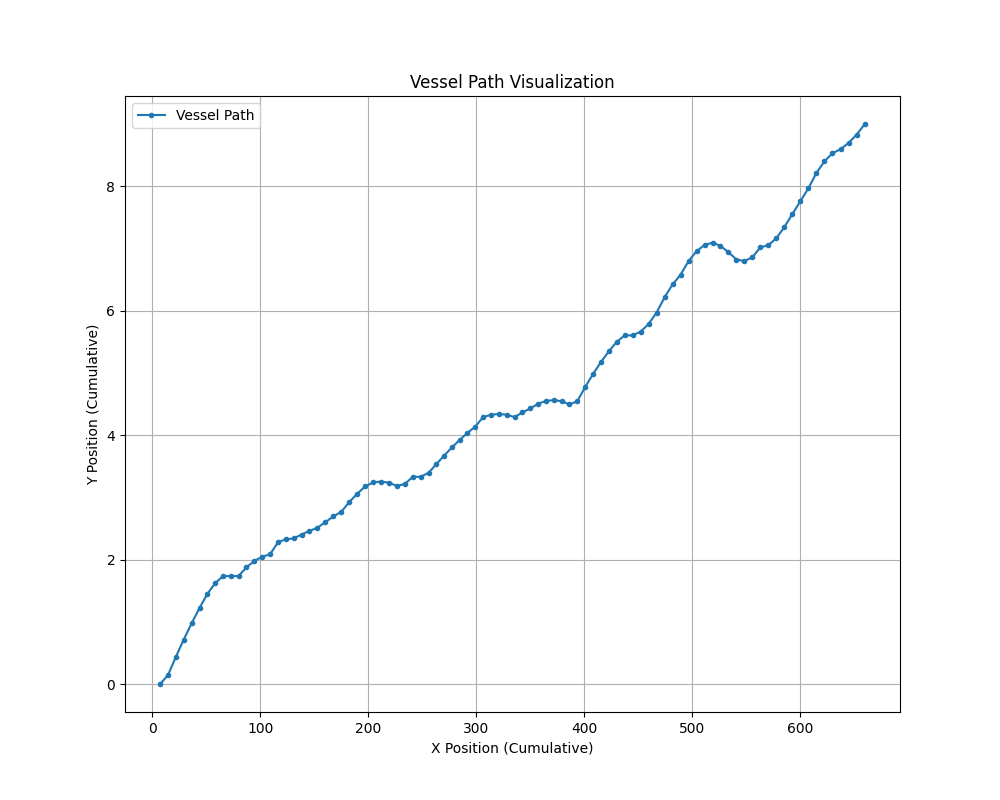 Vessel Path Visualization
Vessel Path
Y Position (Cumulative)
8
6
4
2
0
0 100 200 300 400 500 600
X Position (Cumulative)